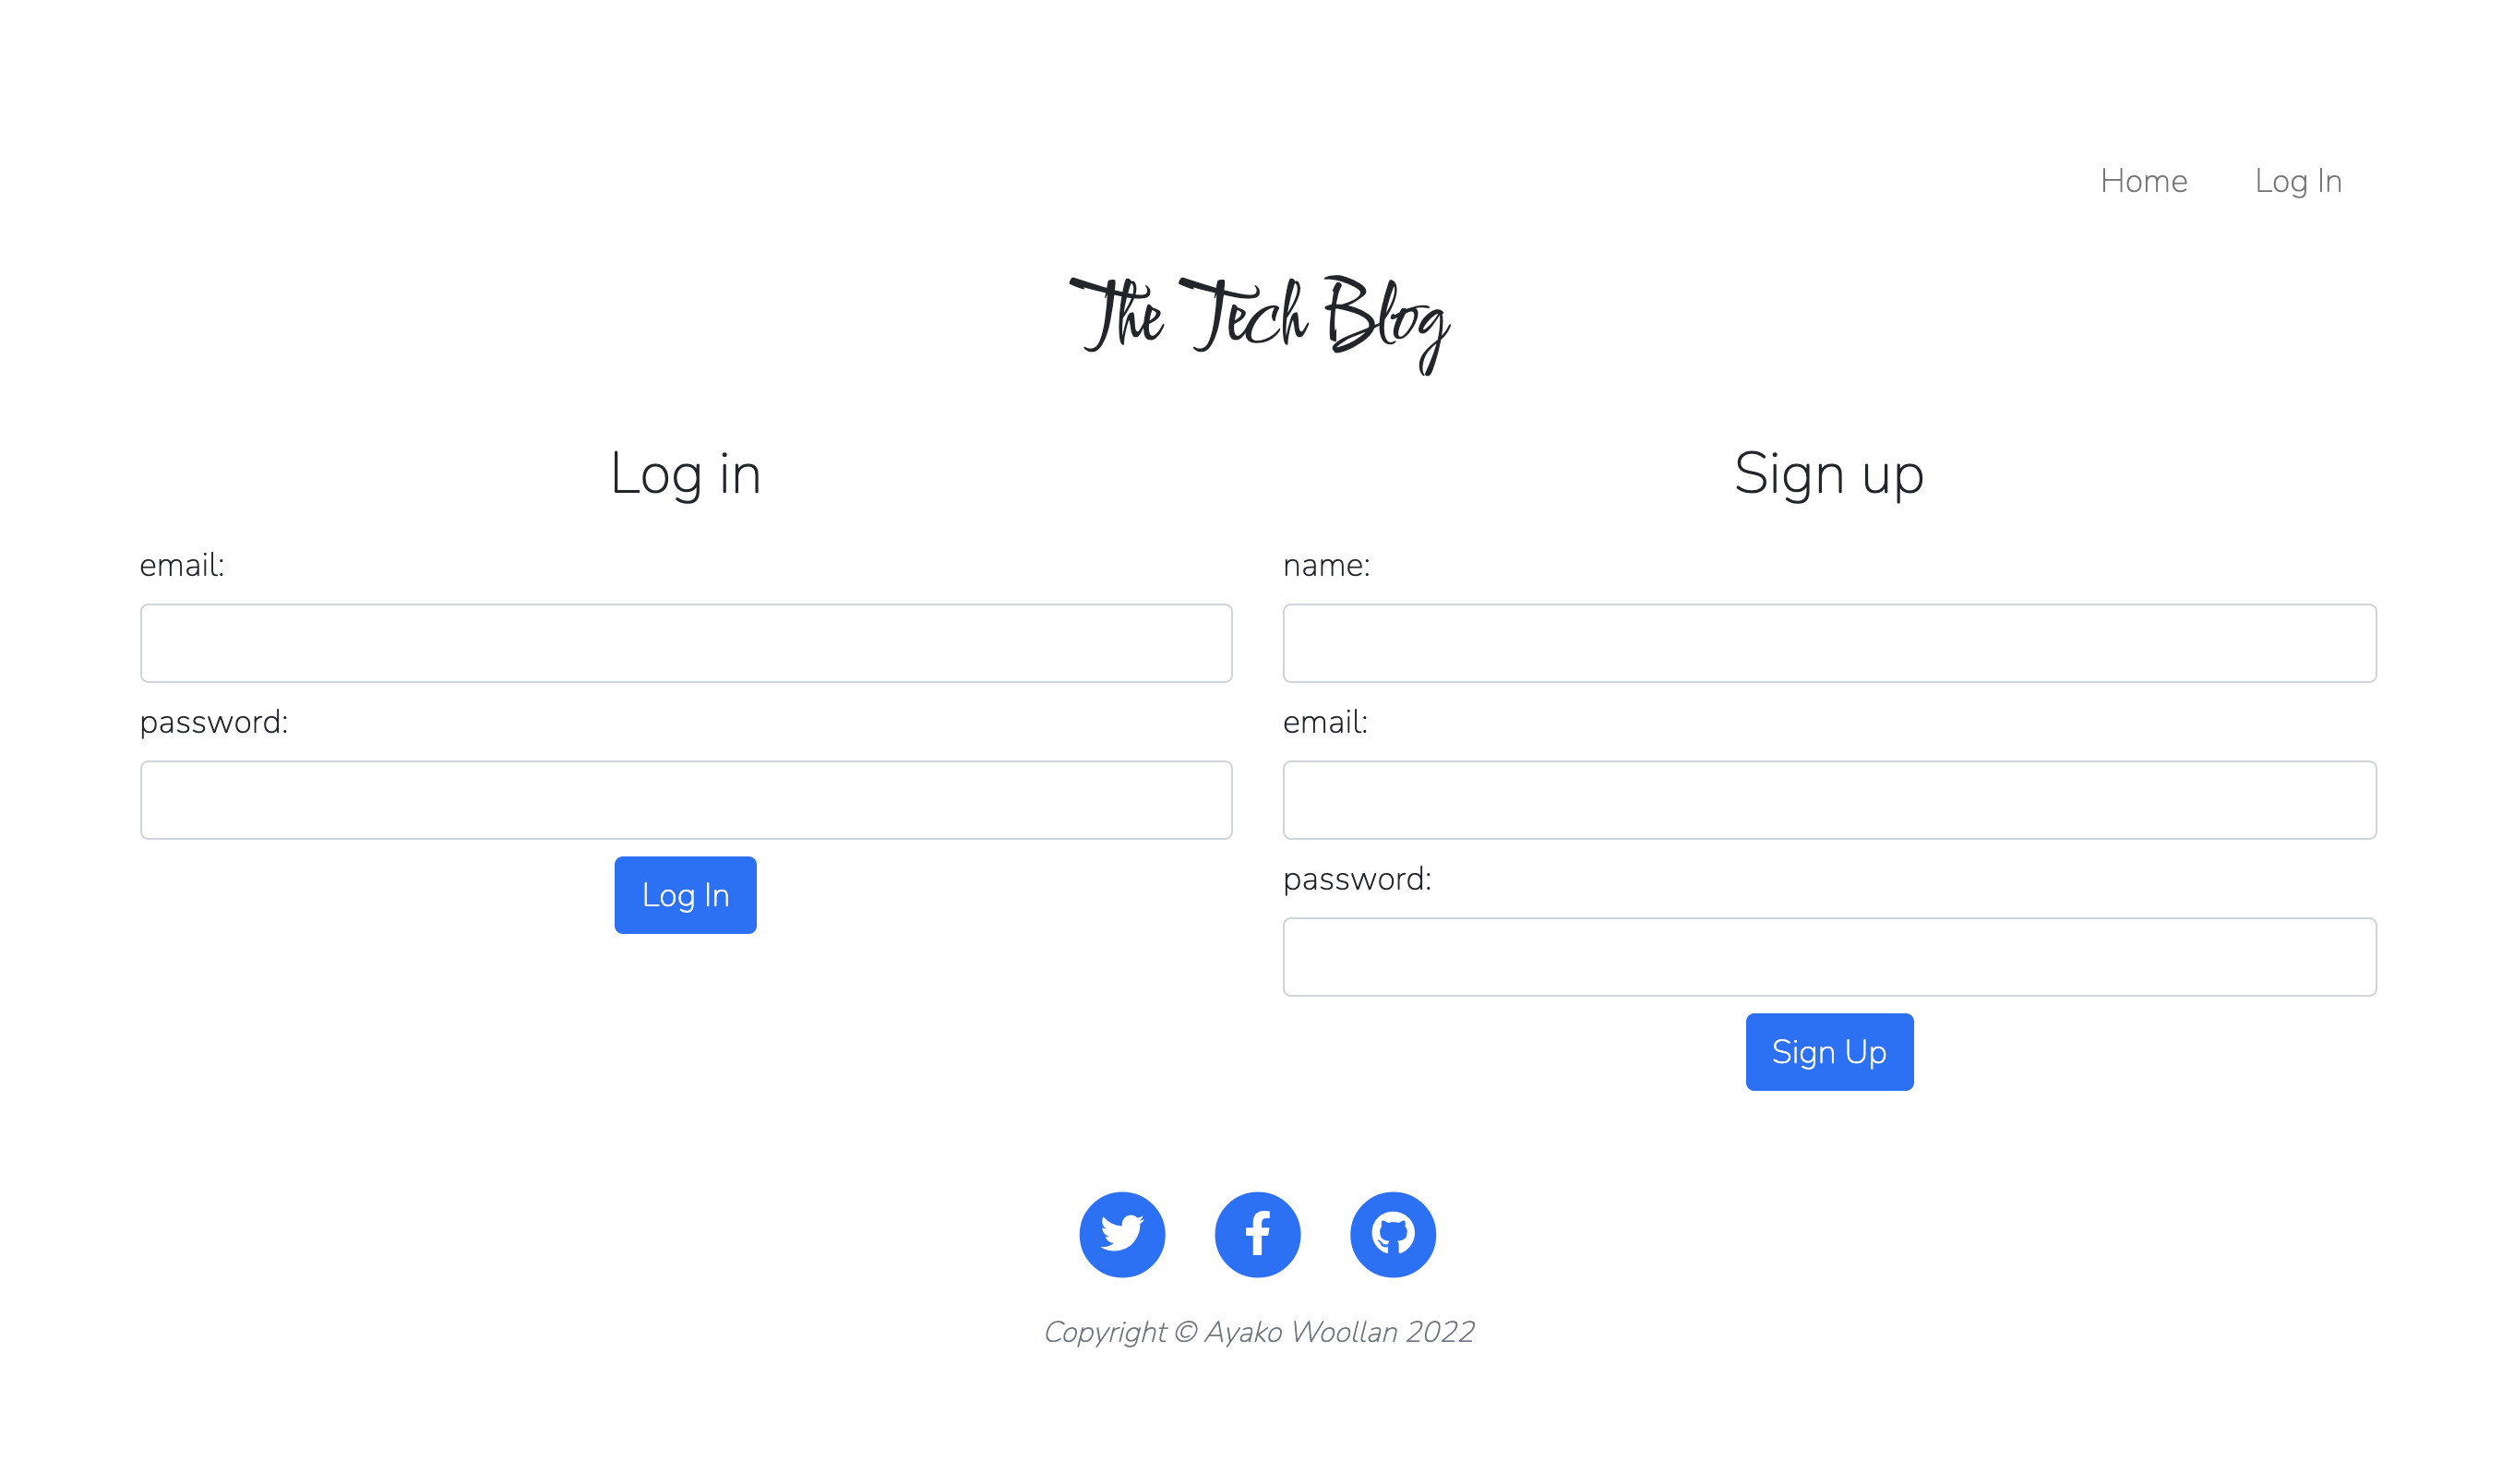 Home Log In
The Tech Blog
Log in
email:
password:
Log In
Sign up
name:
email:
password:
Sign Up
Copyright © Ayako Woollan 2022